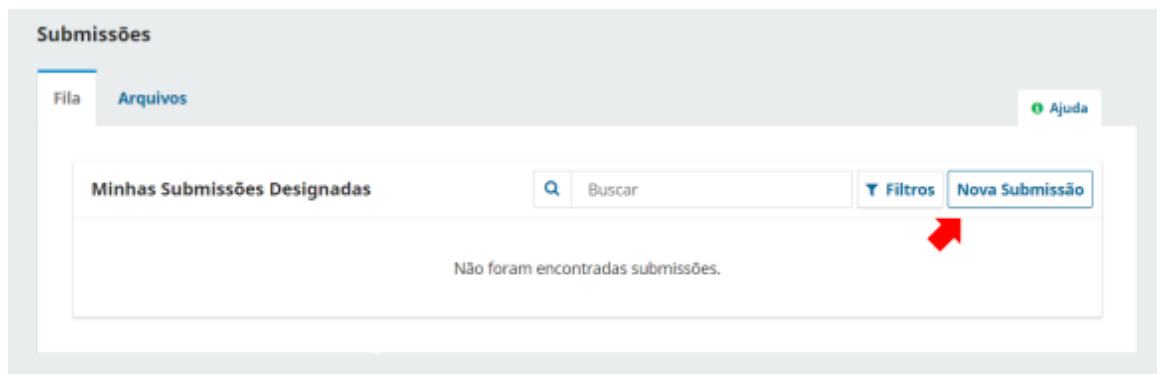 Submissões
Fila Arquivos
Ajuda
Minhas Submissões Designadas Buscar Filtros Nova Submissão
Não foram encontradas submissões.